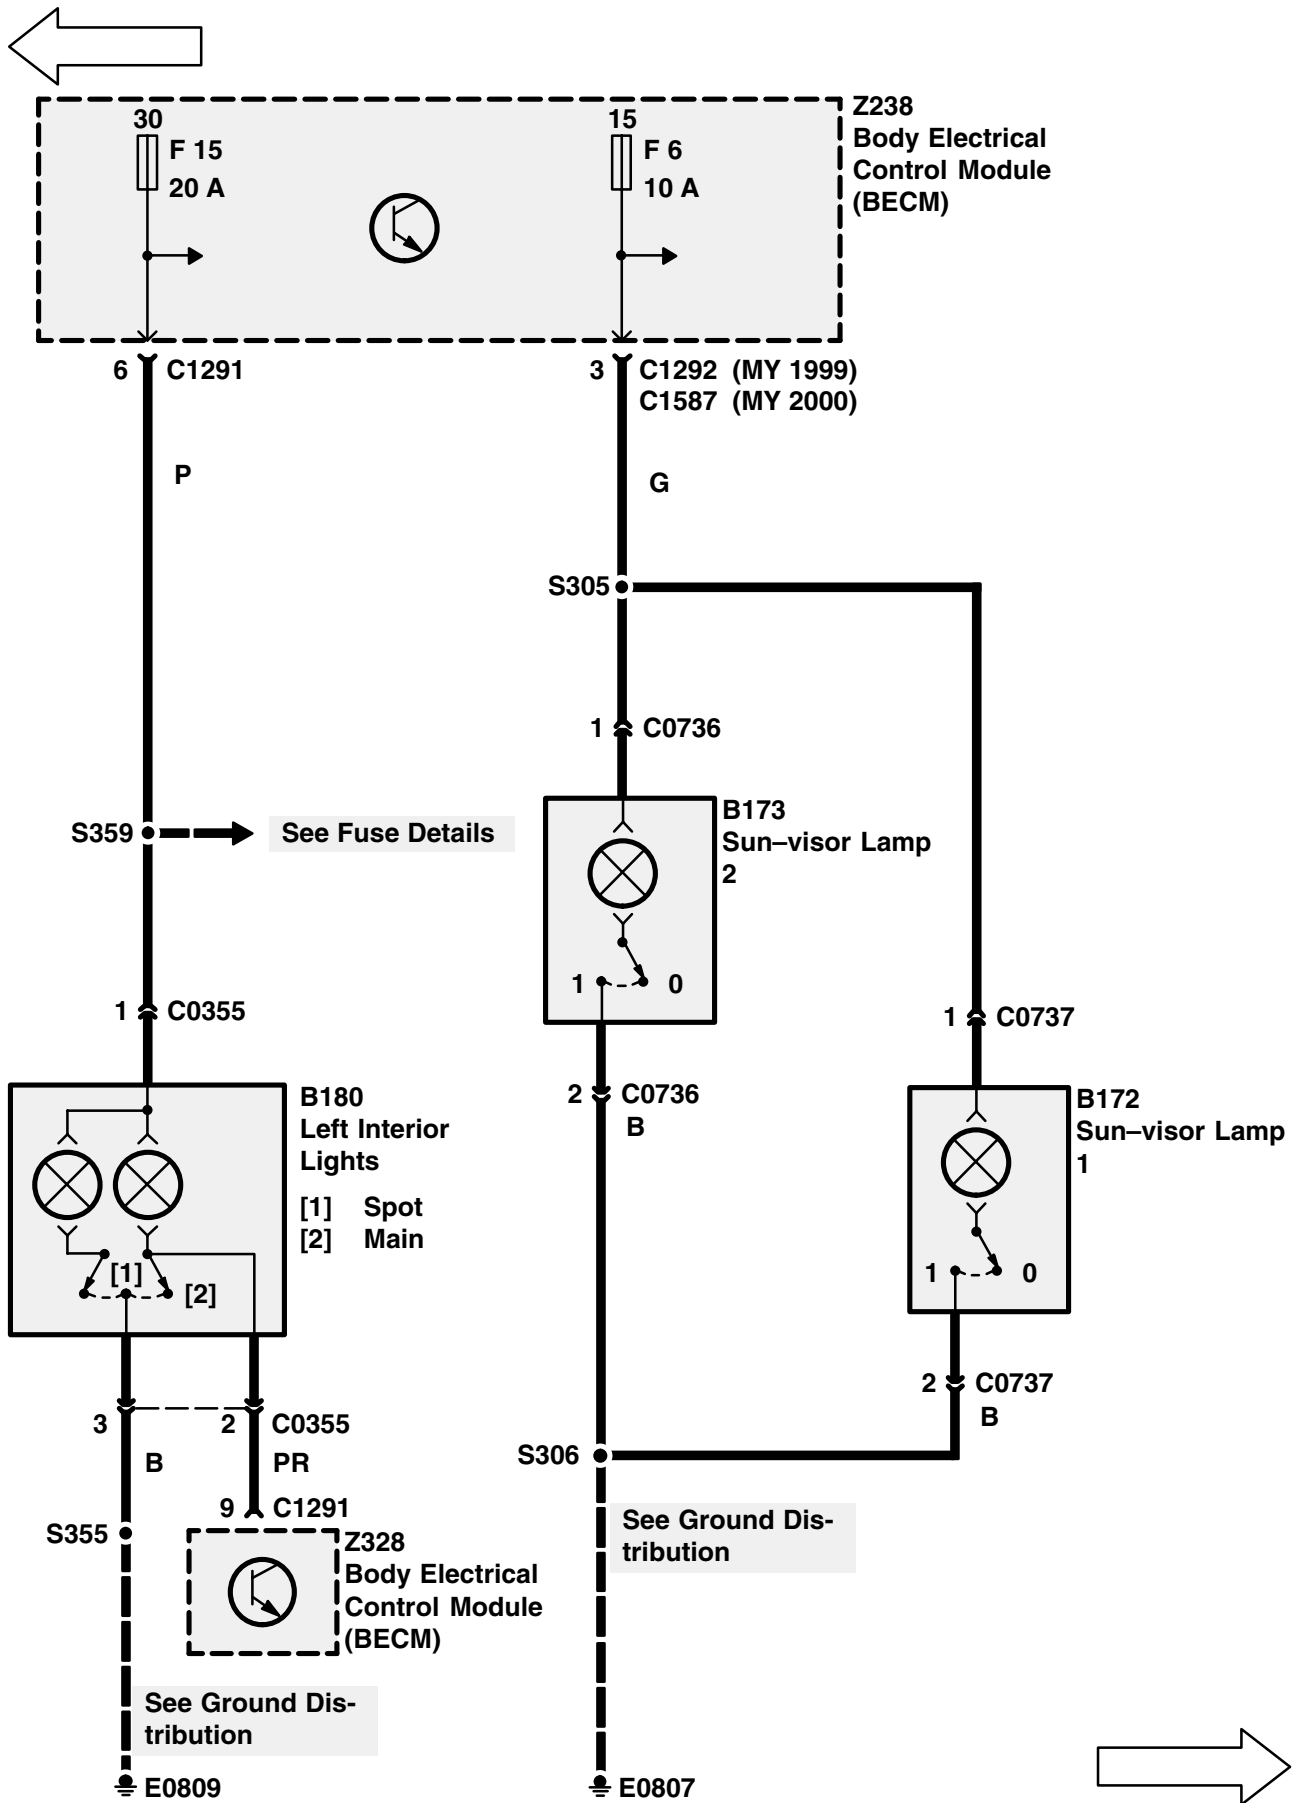 30
F 15
20 A
15
F 6
10 A
Z238
Body Electrical
Control Module
(BECM)
6 C1291
3 C1292 (MY 1999)
C1587 (MY 2000)
P
G
S305
1 C0736
S359
See Fuse Details
B173
Sun–visor Lamp
2
1 0
1 C0355
1 C0737
B180
Left Interior
Lights
[1] Spot
[2] Main
[1]
[2]
2 C0736
B
B172
Sun–visor Lamp
1
1 0
2 C0737
B
3 2 C0355
B PR
S306
9 C1291
S355
Z328
Body Electrical
Control Module
(BECM)
See Ground Dis-
tribution
See Ground Dis-
tribution
E0809
E0807